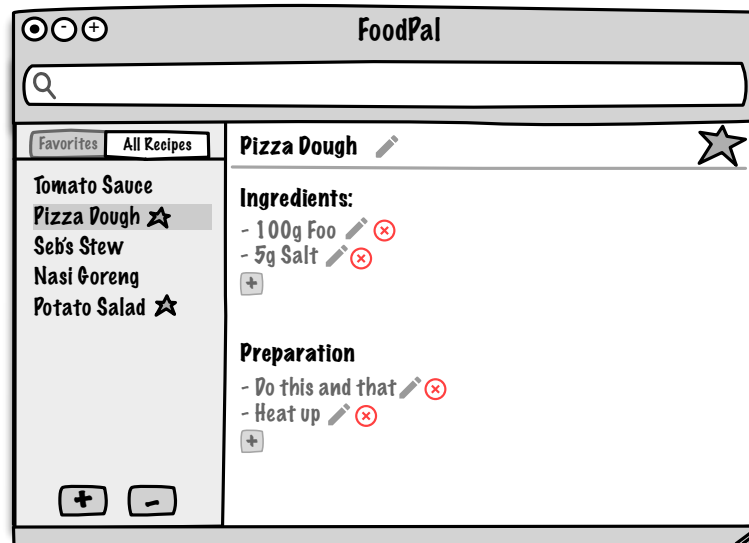 FoodPal
Favorites
All Recipes
Tomato Sauce
Pizza Dough
Seb's Stew
Nasi Goreng
Potato Salad
Pizza Dough
Ingredients:
- 100g Foo
- 5g Salt
Preparation
- Do this and that
- Heat up